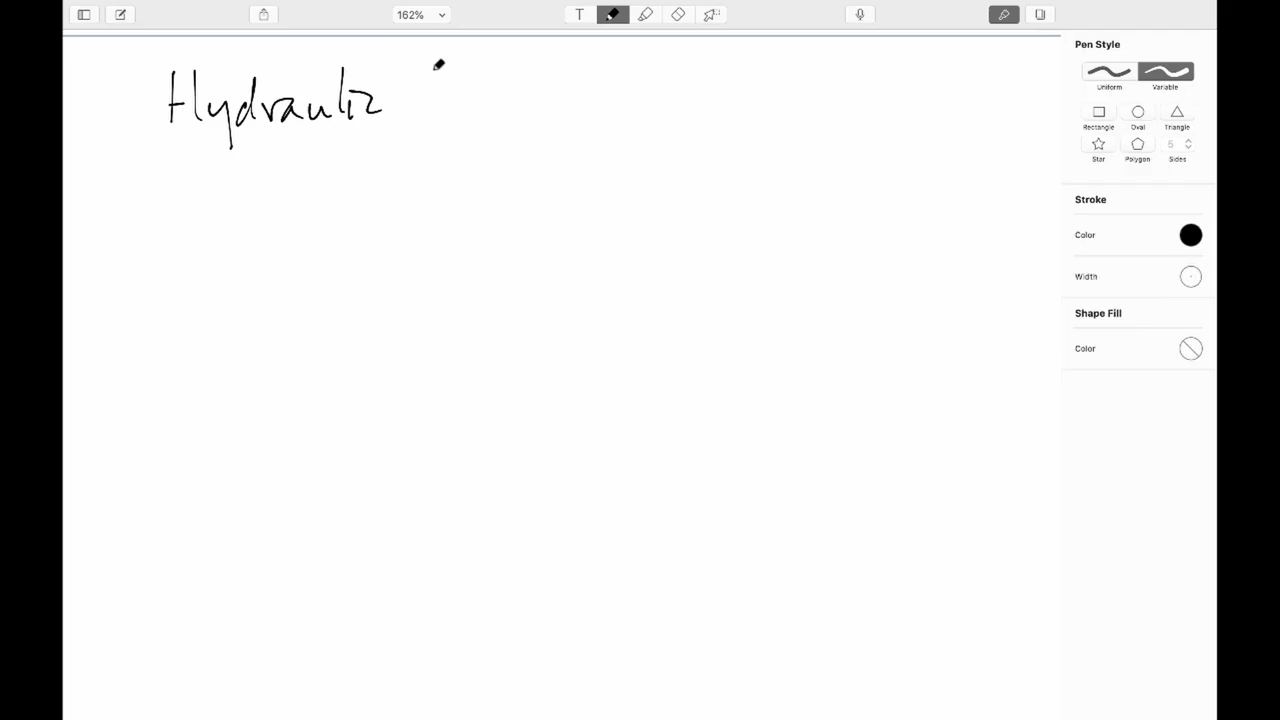 162%
Hydraulic
Pen Style
Uniform Variable
Rectangle Oval Triangle
5
Star Polygon Sides
Stroke
Color
Width
Shape Fill
Color